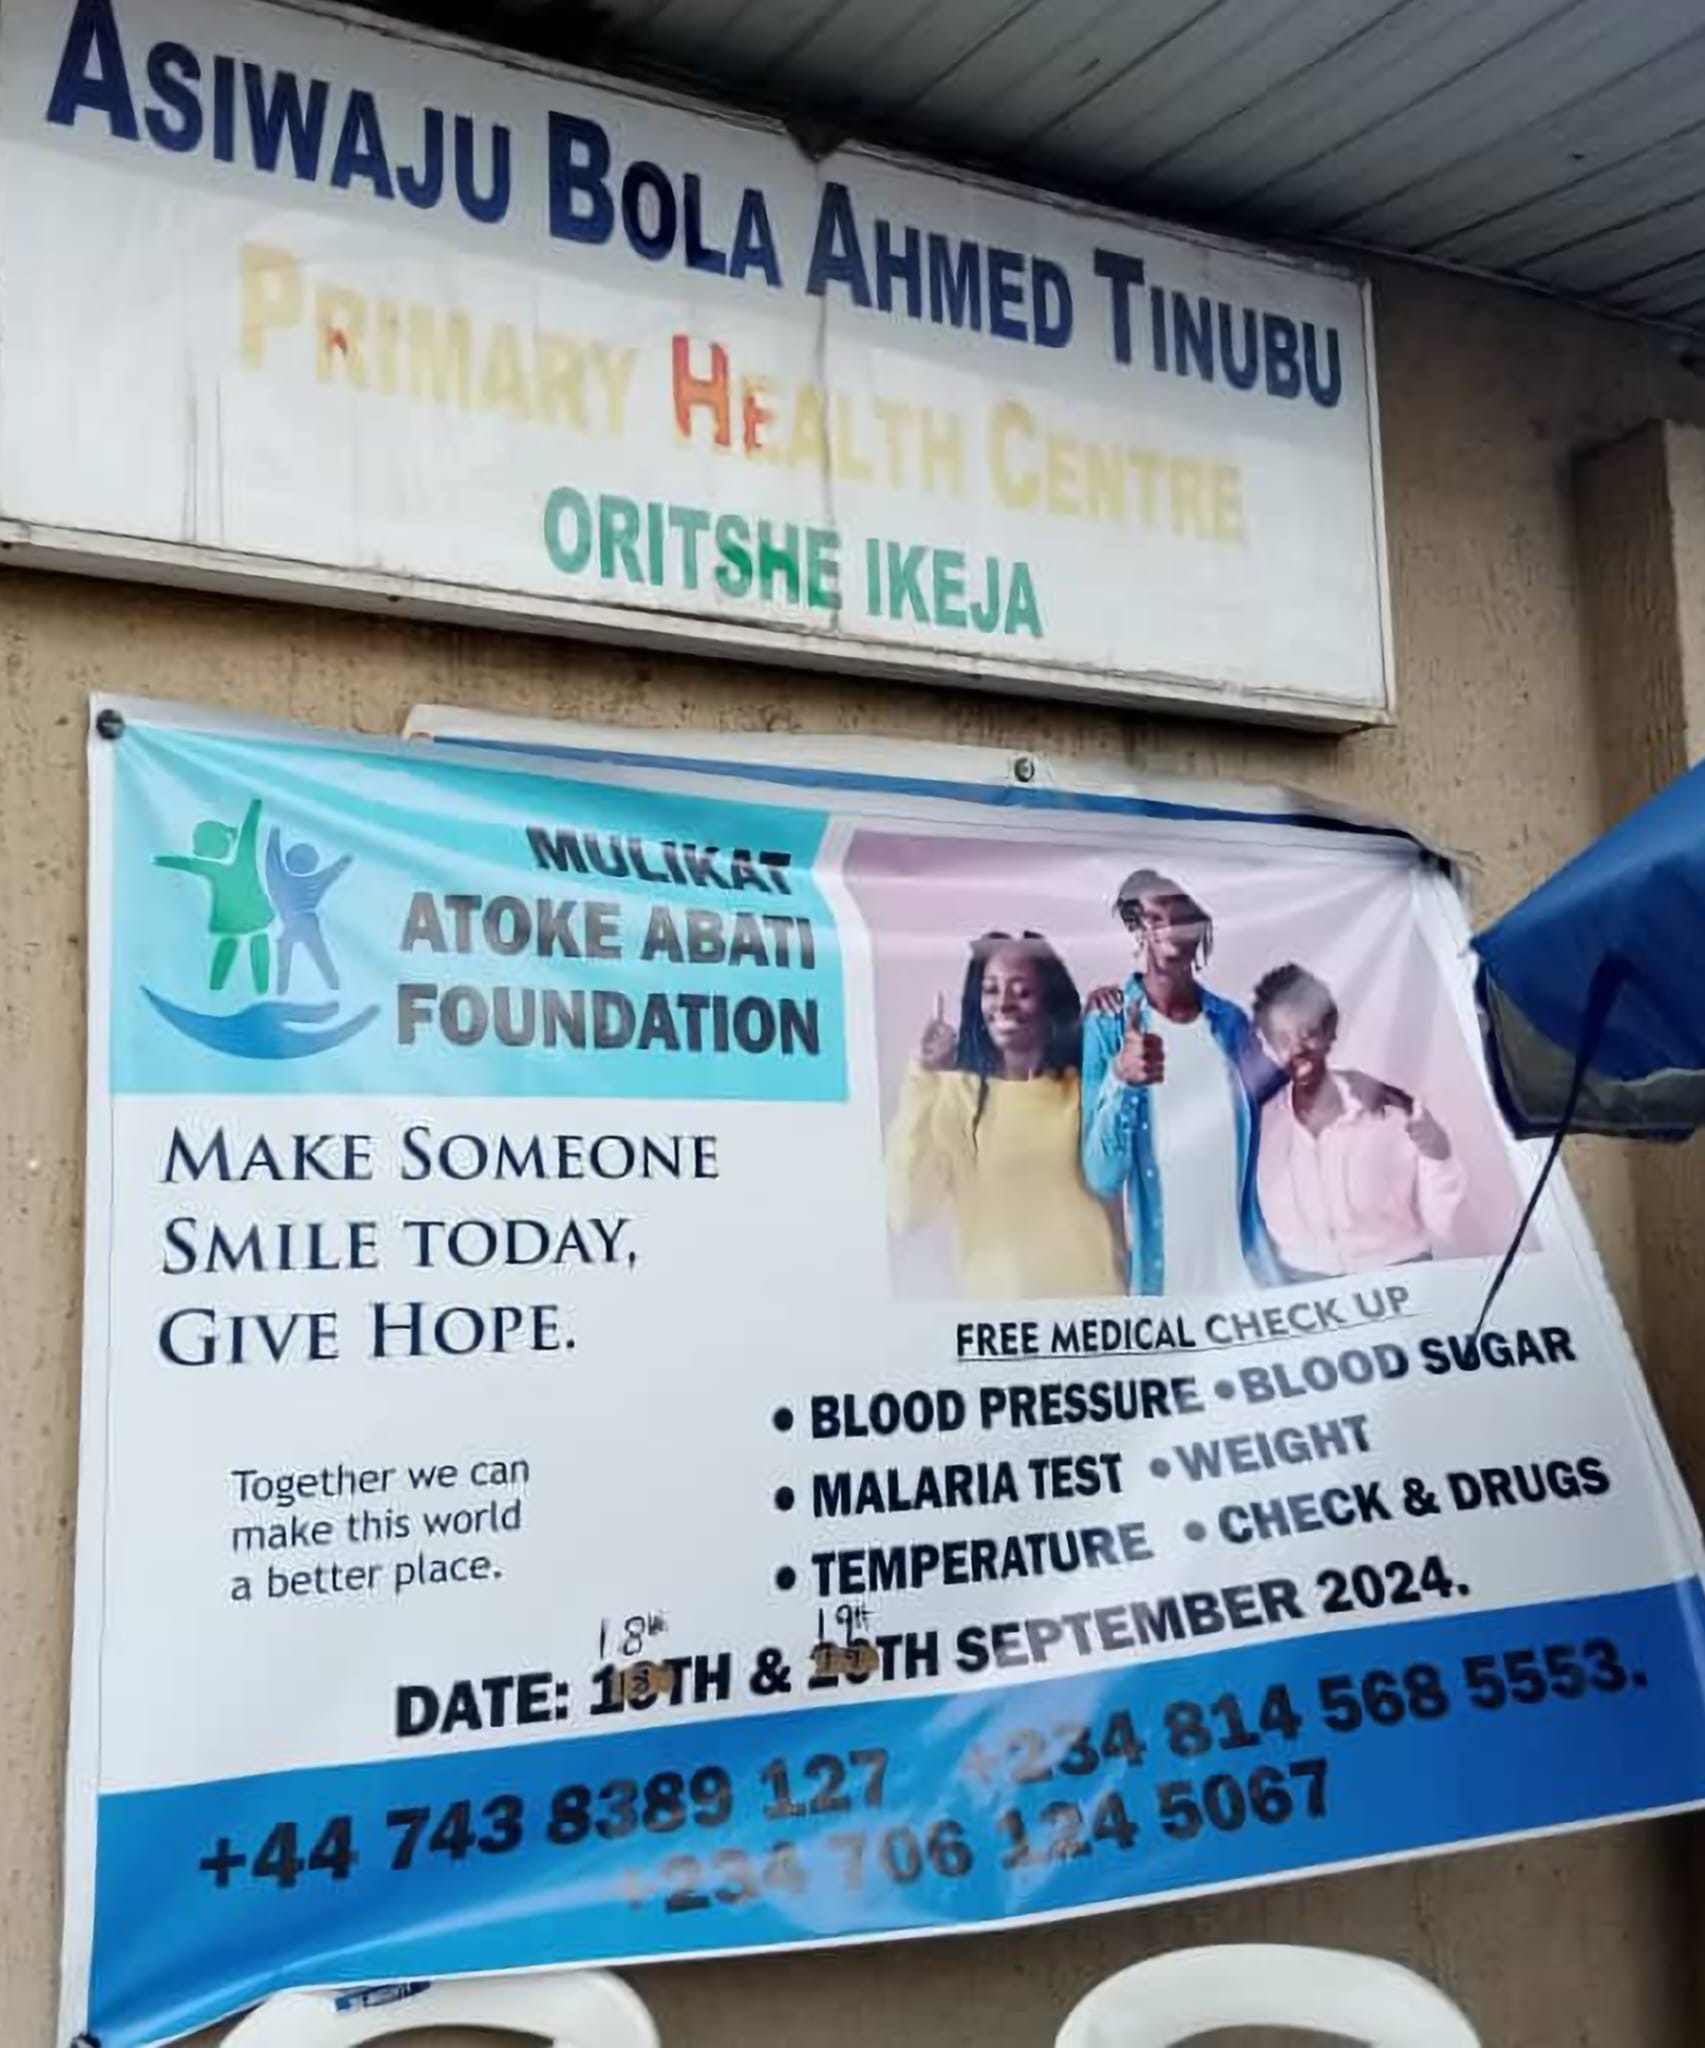 ASIWAJU BOLA AHMED TINUBU
PRIMARY HEALTH CENTRE
ORITSHE IKEJA
MULIKAT
ATOKE ABATI
FOUNDATION
MAKE SOMEONE
SMILE TODAY,
GIVE HOPE.
Together we can
make this world
a better place.
FREE MEDICAL CHECK UP
• BLOOD PRESSURE • BLOOD SUGAR
• MALARIA TEST • WEIGHT
• TEMPERATURE • CHECK & DRUGS
18th 19th
DATE: TH & TH SEPTEMBER 2024.
+44 743 8389 127 +234 814 568 5553.
+234 706 124 5067